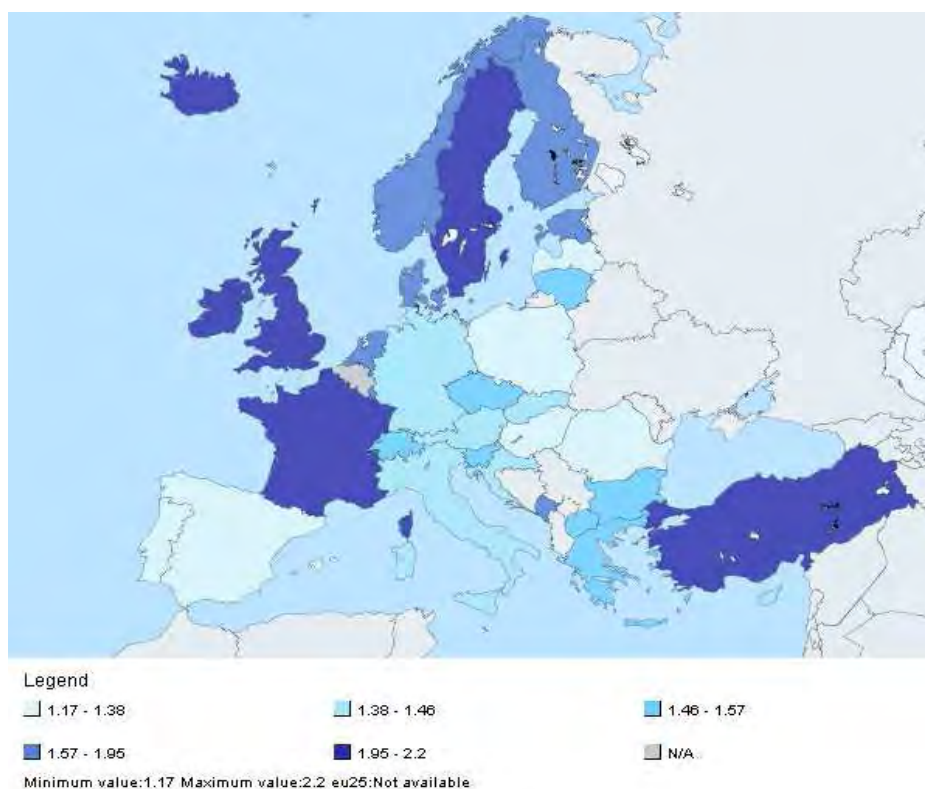 Legend
1.17 - 1.38 1.38 - 1.46 1.46 - 1.57
1.57 - 1.95 1.95 - 2.2 N/A
Minimum value:1.17 Maximum value:2.2 eu25:Not available